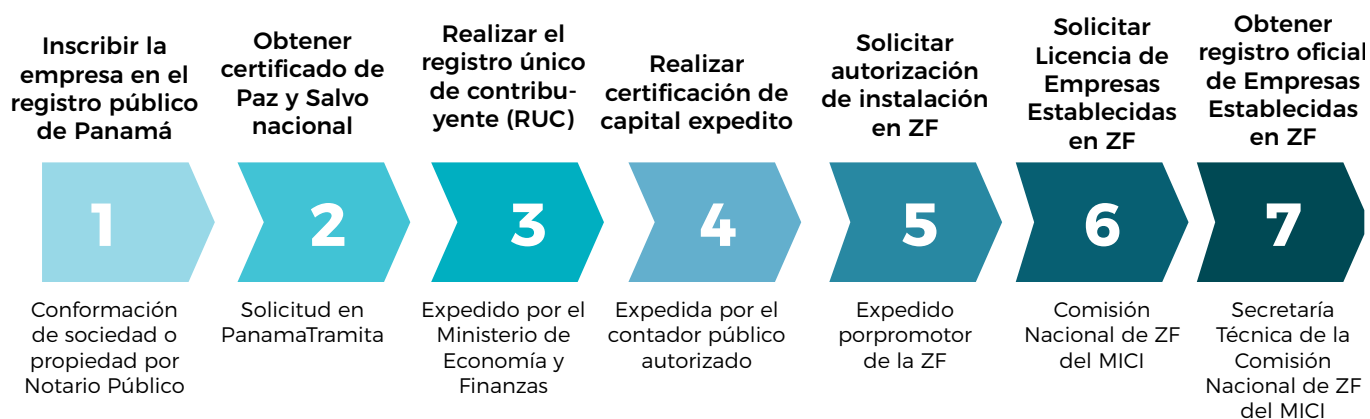 Inscribir la
empresa en el
registro público
de Panamá
Obtener
certificado de
Paz y Salvo
nacional
Realizar el
registro único
de contribu-
yente (RUC)
Realizar
certificación de
capital expedito
Solicitar
autorización
de instalación
en ZF
Solicitar
Licencia de
Empresas
Establecidas
en ZF
Obtener
registro oficial
de Empresas
Establecidas
en ZF
1
2
3
4
5
6
7
Conformación
de sociedad o
propiedad por
Notario Público
Solicitud en
PanamaTramita
Expedido por el
Ministerio de
Economía y
Finanzas
Expedida por el
contador público
autorizado
Expedido
porpromotor
de la ZF
Comisión
Nacional de ZF
del MICI
Secretaría
Técnica de la
Comisión
Nacional de ZF
del MICI